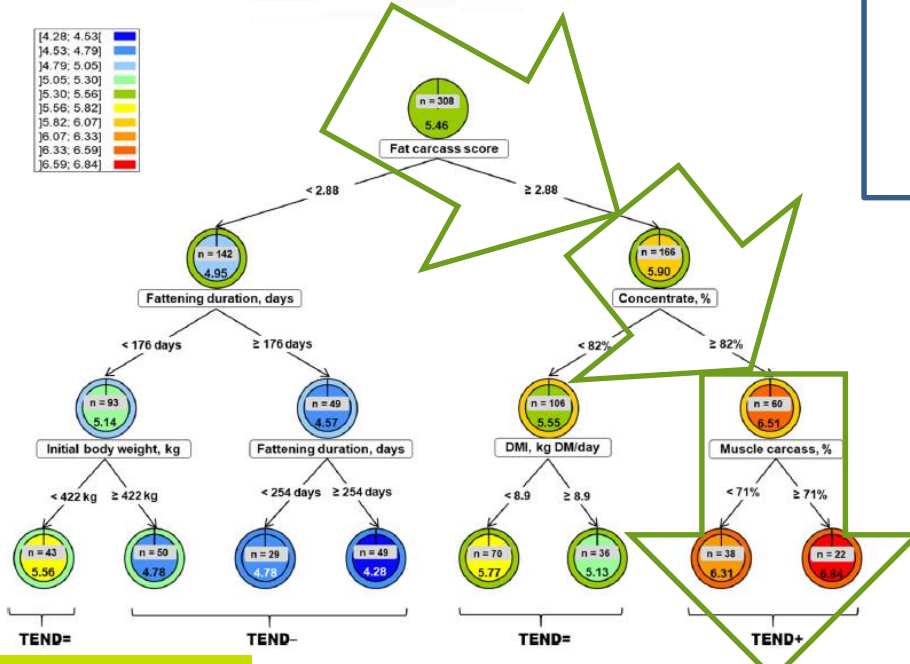 [4.28; 4.53[
]4.53; 4.79]
]4.79; 5.05]
]5.05; 5.30]
]5.30; 5.56]
]5.56; 5.82]
]5.82; 6.07]
]6.07; 6.33]
]6.33; 6.59]
]6.59; 6.84]
n = 308
5.46
Fat carcass score
< 2.88
≥ 2.88
n = 142
4.95
Fattening duration, days
n = 166
5.90
Concentrate, %
< 176 days
≥ 176 days
< 82%
≥ 82%
n = 93
5.14
Initial body weight, kg
n = 49
4.57
Fattening duration, days
n = 106
5.55
DMI, kg DM/day
n = 60
6.51
Muscle carcass, %
< 422 kg
≥ 422 kg
< 254 days
≥ 254 days
< 8.9
≥ 8.9
< 71%
≥ 71%
n = 43
5.56
n = 50
4.78
n = 29
4.78
n = 49
4.28
n = 70
5.77
n = 36
5.13
n = 38
6.31
n = 22
6.84
TEND=
TEND–
TEND=
TEND+